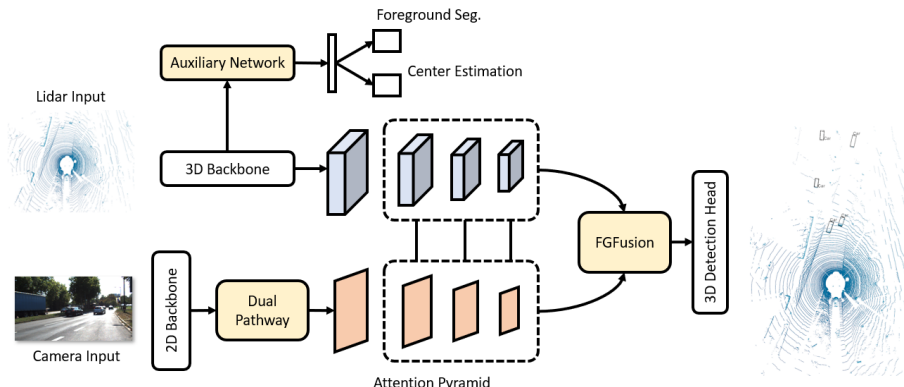 Foreground Seg.
Auxiliary Network
Center Estimation
Lidar Input
3D Backbone
FGFusion
3D Detection Head
2D Backbone
Dual
Pathway
Camera Input
Attention Pyramid